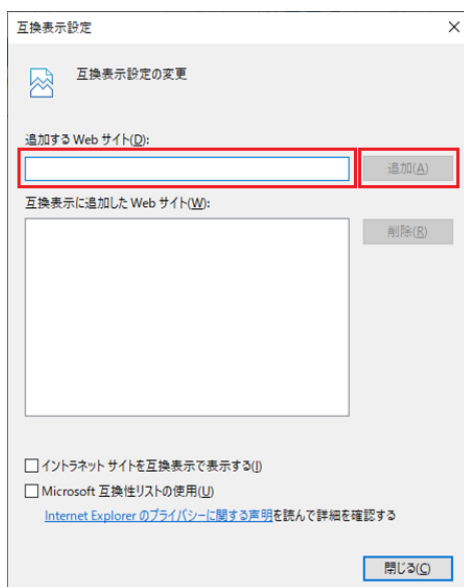 互換表示設定
互換表示設定の変更
追加する Web サイト(D):
追加(A)
互換表示に追加した Web サイト(W):
削除(R)
イントラネット サイトを互換表示で表示する(I)
Microsoft 互換性リストの使用(U)
Internet Explorer のプライバシーに関する声明を読んで詳細を確認する
閉じる(C)